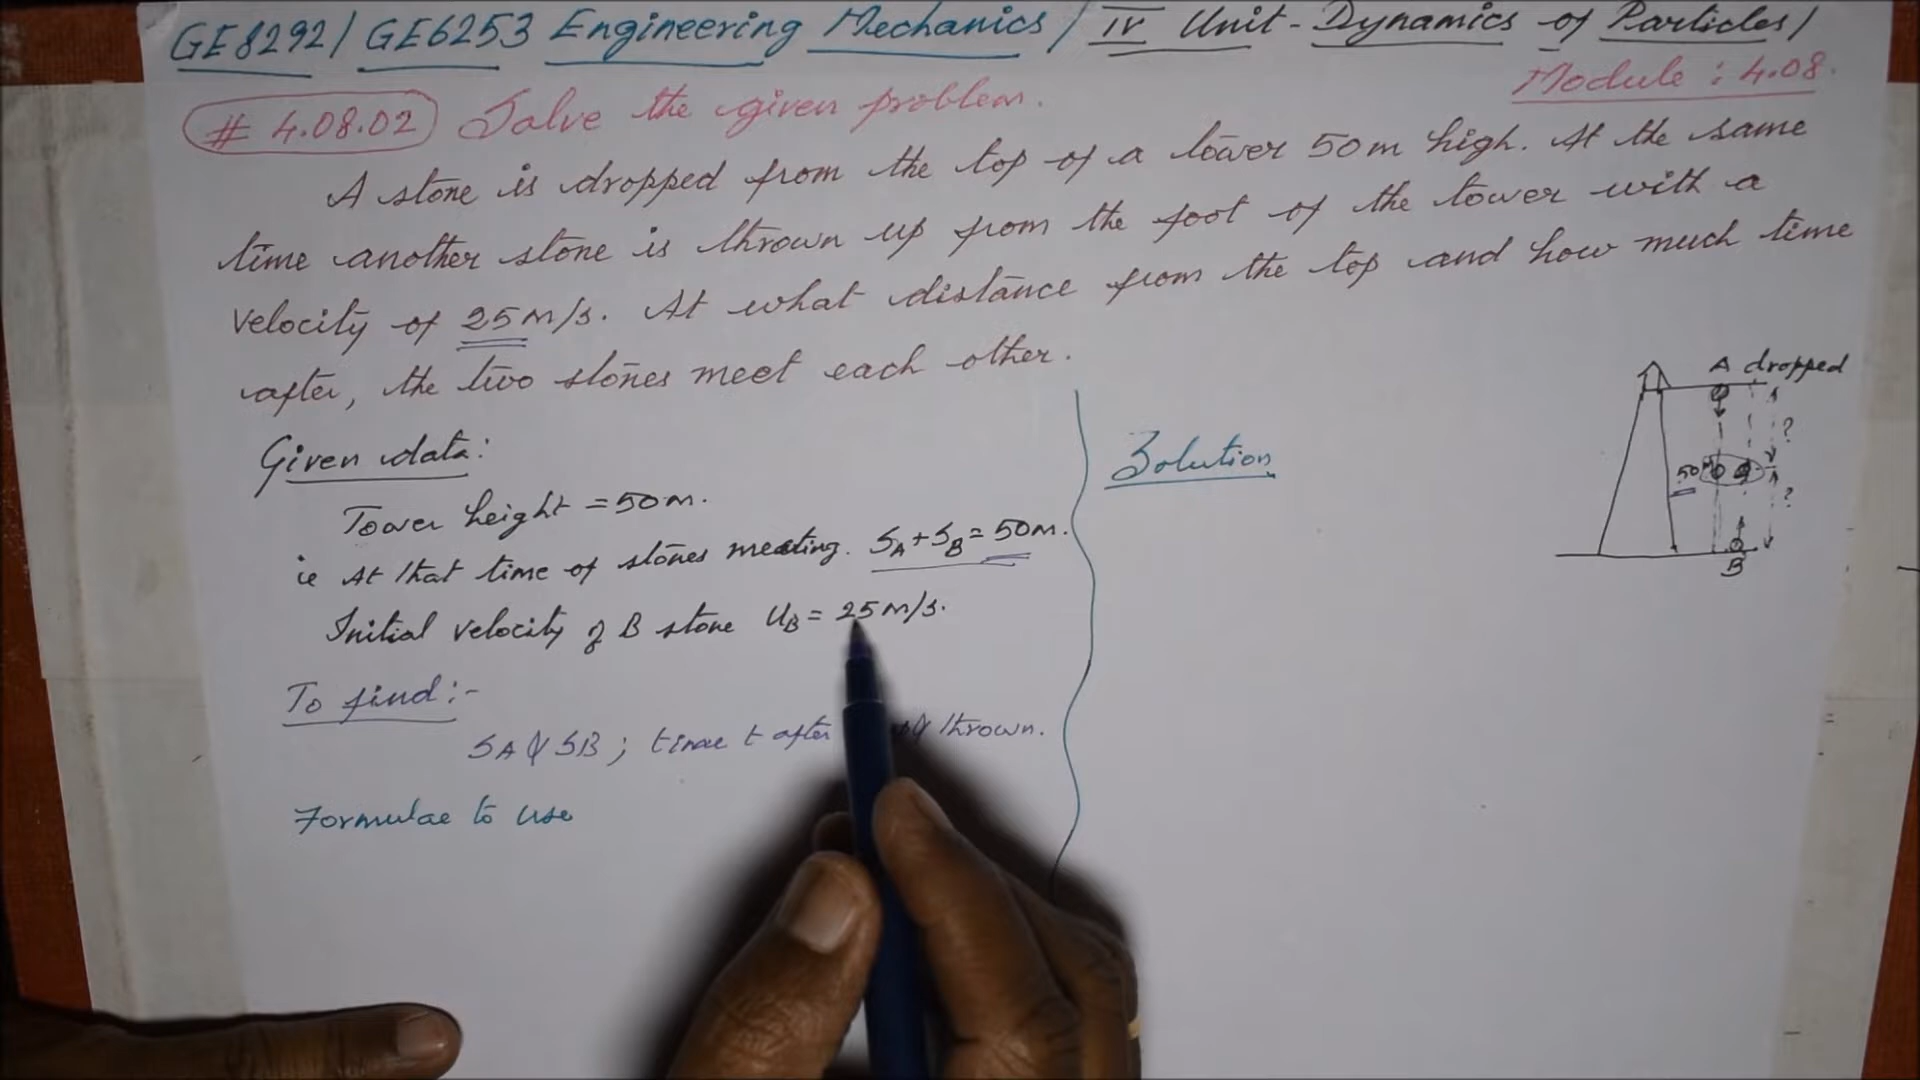 GE8292/ GE6253 Engineering Mechanics/ IV Unit - Dynamics of Particles/
Module : 4.08.
# 4.08.02 Solve the given problem.
A stone is dropped from the top of a tower 50m high. At the same
time another stone is thrown up from the foot of the tower with a
velocity of 25m/s. At what distance from the top and how much time
after, the two stones meet each other.
A dropped
?
50m
?
B
Given data:
Tower height = 50m.
ie At that time of stones meeting. SA + SB = 50m.
Initial velocity of B stone UB = 25m/s.
To find:-
SA & SB ; time t after thrown.
Formulae to use
Solution